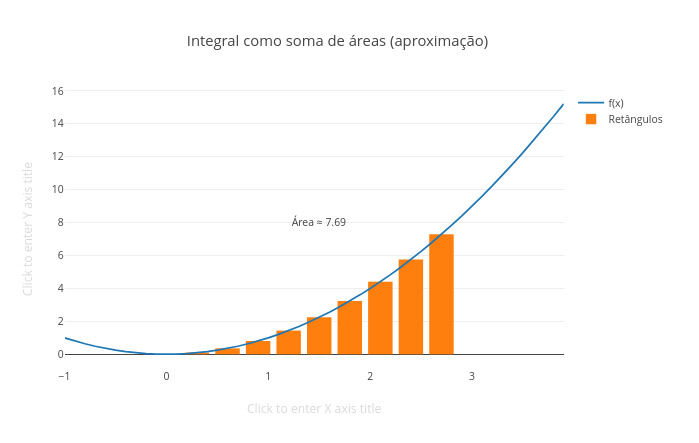 Integral como soma de áreas (aproximação)
16
14
12
10
8
6
4
2
0
−1
0
1
2
3
Click to enter Y axis title
Click to enter X axis title
Área ≈ 7.69
f(x)
Retângulos